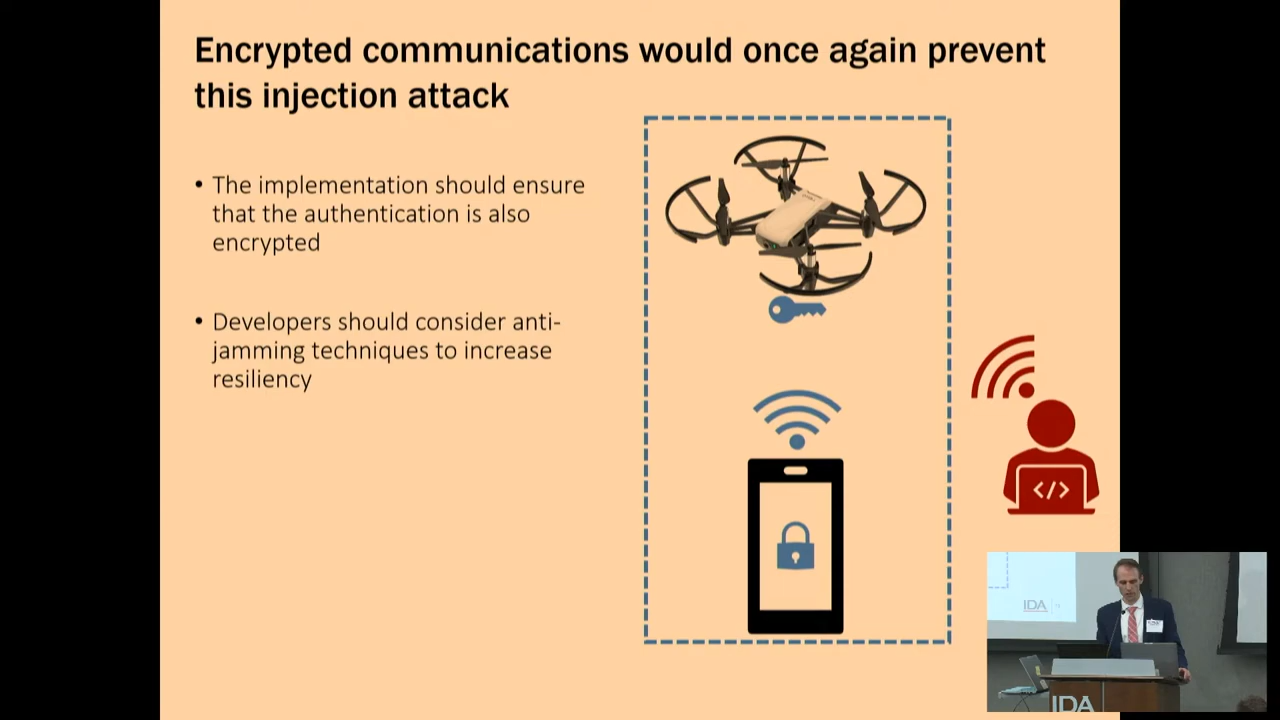 Encrypted communications would once again prevent
this injection attack
• The implementation should ensure
that the authentication is also
encrypted
• Developers should consider anti-
jamming techniques to increase
resiliency
</>
IDA
IDA